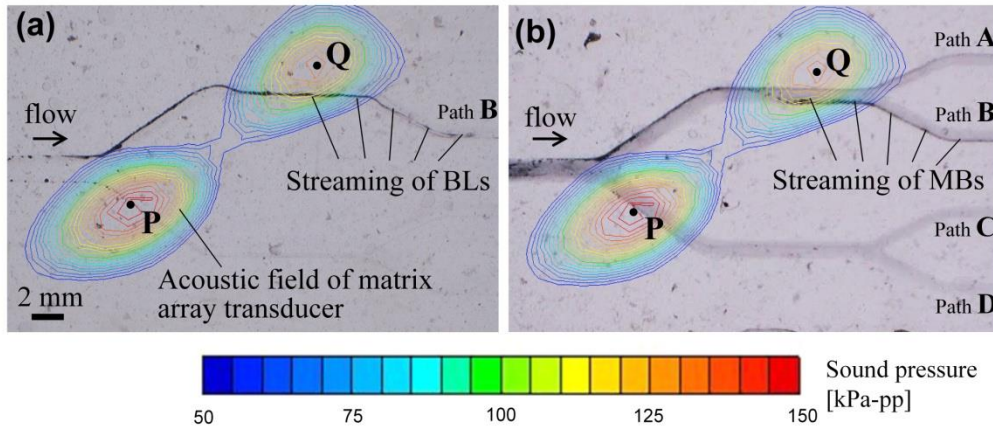 (a)
Q
flow
Path B
Streaming of BLs
P
Acoustic field of matrix
array transducer
2 mm
(b)
Path A
Q
flow
Path B
Streaming of MBs
P
Path C
Path D
Sound pressure
[kPa-pp]
50 75 100 125 150